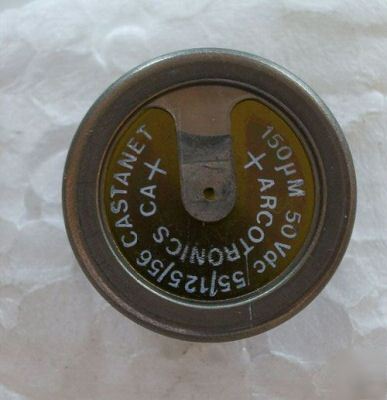 150µM 50Vdc 55/125/56 CASTANET
+ ARCOTRONICS CA+